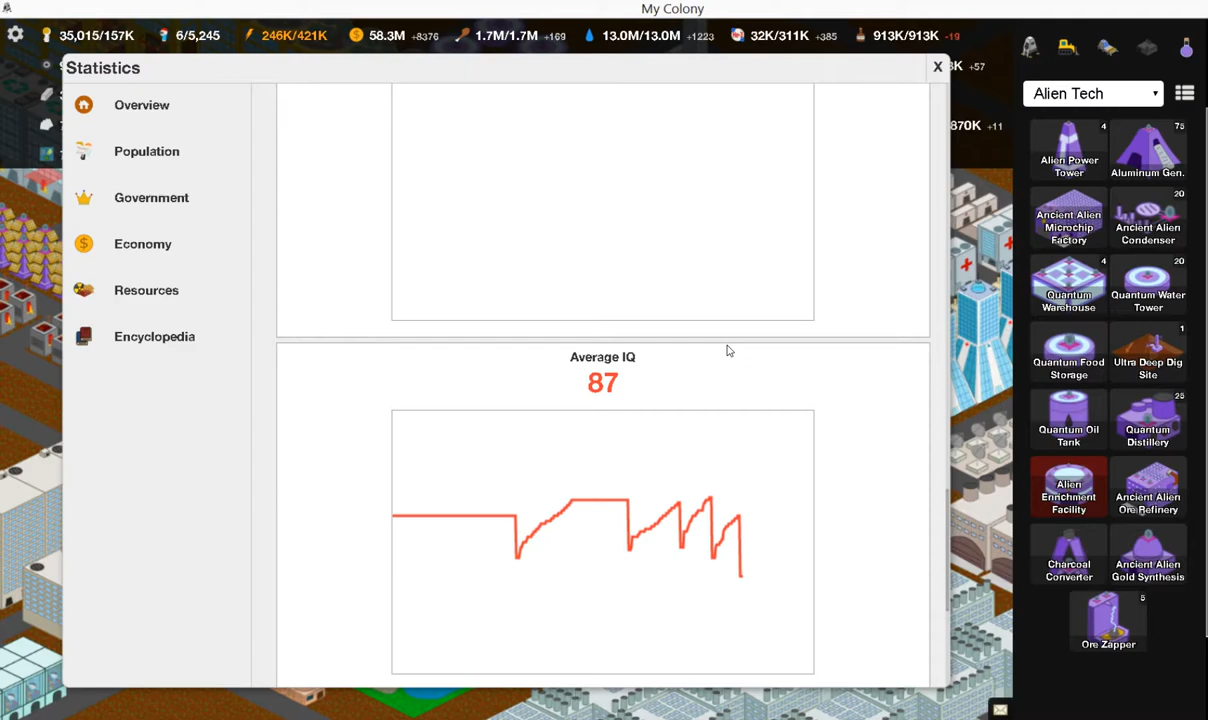 My Colony
35,015/157K 6/5,245 246K/421K 58.3M +8376 1.7M/1.7M +169 13.0M/13.0M +1223 32K/311K +385 913K/913K -19
Statistics X
K +57
870K +11
Overview
Population
Government
Economy
Resources
Encyclopedia
Average IQ
87
Alien Tech
4
Alien Power
Tower
75
Aluminum Gen.
Ancient Alien
Microchip
Factory
20
Ancient Alien
Condenser
4
Quantum
Warehouse
20
Quantum Water
Tower
Quantum Food
Storage
1
Ultra Deep Dig
Site
Quantum Oil
Tank
25
Quantum
Distillery
Alien
Enrichment
Facility
Ancient Alien
Ore Refinery
Charcoal
Converter
Ancient Alien
Gold Synthesis
5
Ore Zapper